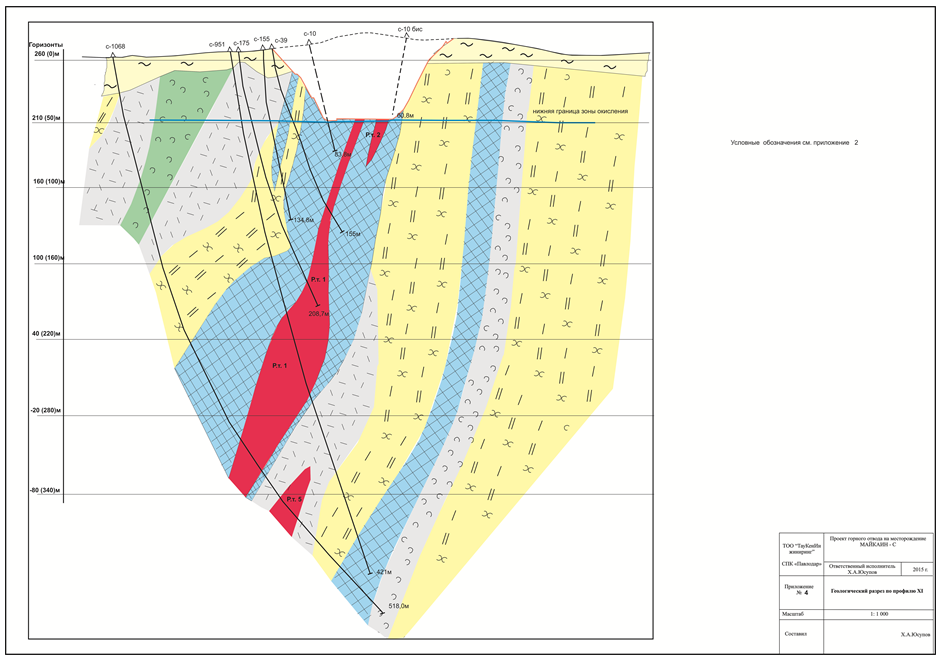 с-1068
с-951
с-175
с-155
с-39
с-10
с-10 бис
Горизонты
260 (0)м
210 (50)м
160 (100)м
100 (160)м
40 (220)м
-20 (280)м
-80 (340)м
60,8м
нижняя граница зоны окисления
Р.т. 2
83,8м
134,6м
155м
Р.т. 1
208,7м
Р.т. 1
Р.т. 5
421м
518,0м
Условные обозначения см. приложение 2
ТОО "ТауКенИн
жиниринг"
СПК «Павлодар»
Проект горного отвода на месторождение
МАЙКАИН - С
Ответственный исполнитель
Х.А.Юсупов
2015 г.
Приложение
№ 4
Геологический разрез по профилю XI
Масштаб
1: 1 000
Составил
Х.А.Юсупов